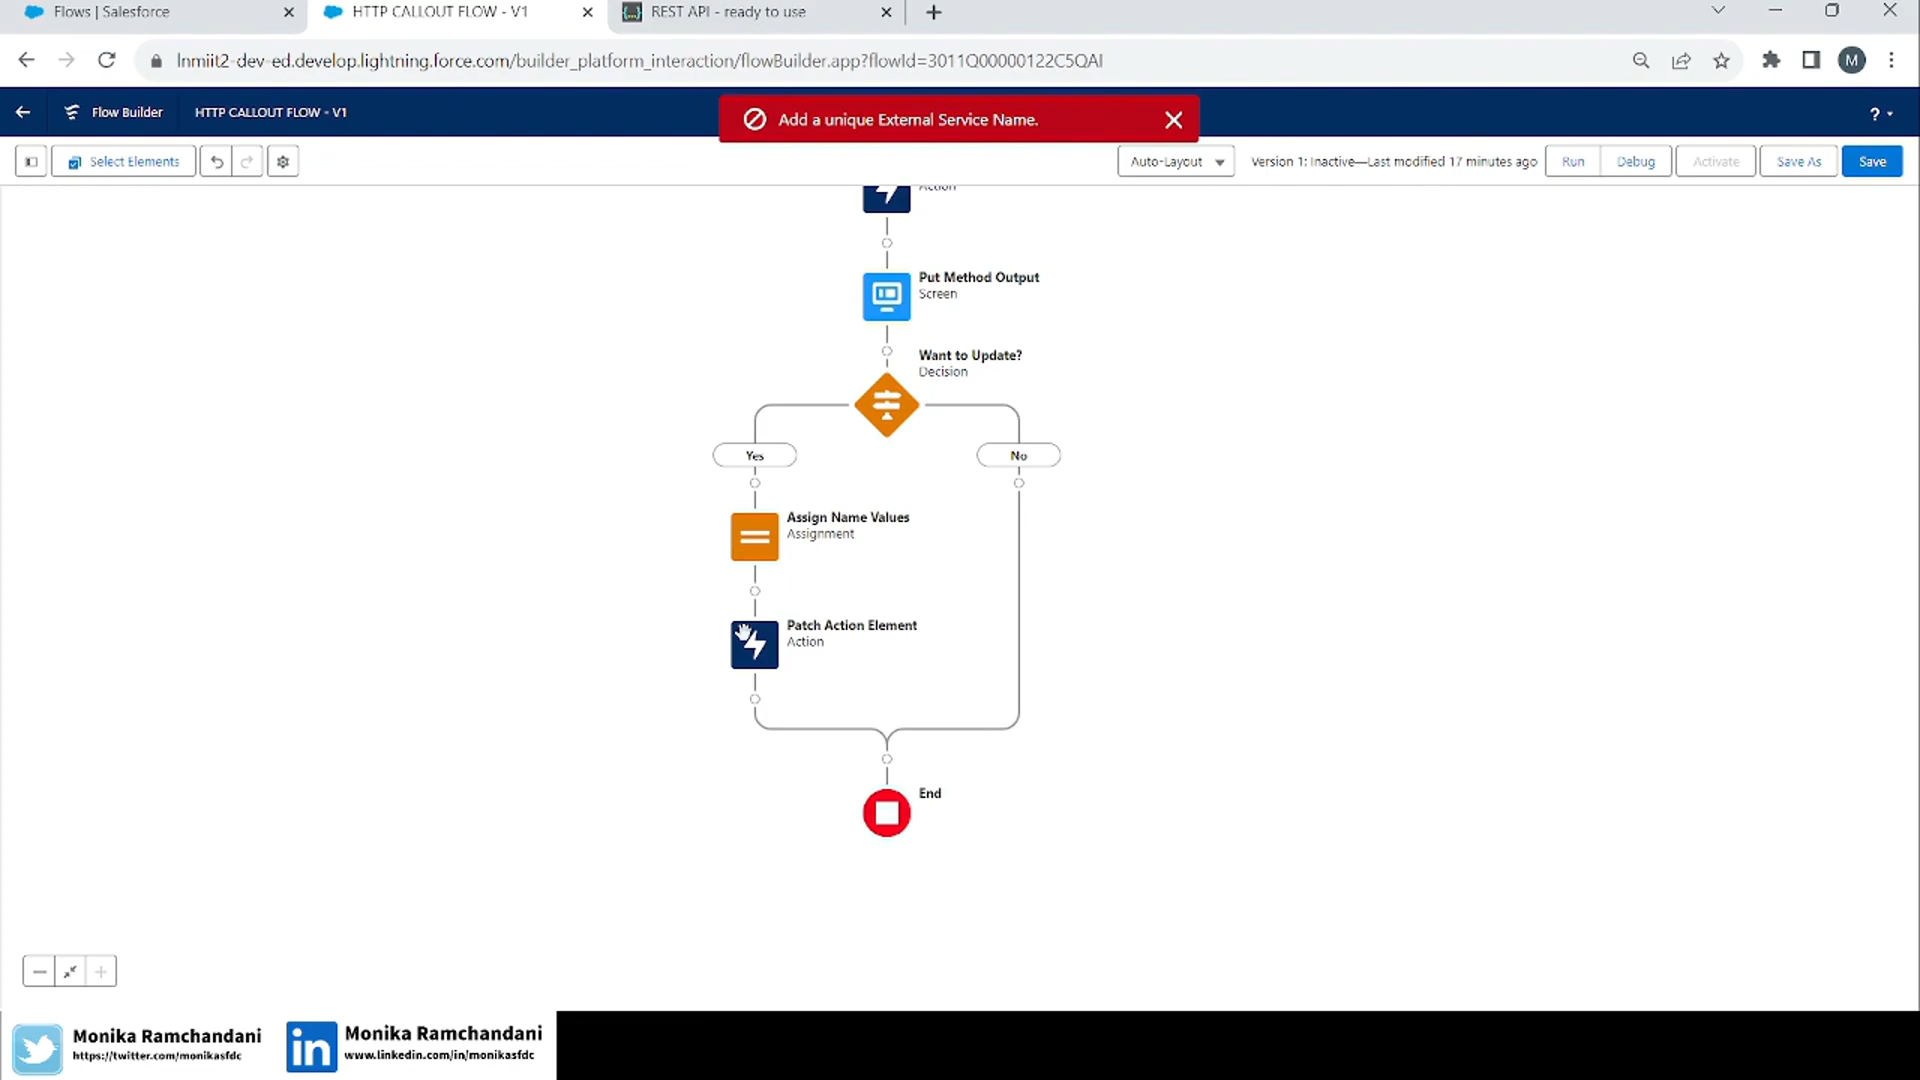 Flows | Salesforce
HTTP CALLOUT FLOW - V1
REST API - ready to use
lnmiit2-dev-ed.develop.lightning.force.com/builder_platform_interaction/flowBuilder.app?flowId=3011Q00000122C5QAI
M
Flow Builder
HTTP CALLOUT FLOW - V1
Add a unique External Service Name.
?
Select Elements
Auto-Layout
Version 1: Inactive—Last modified 17 minutes ago
Run
Debug
Activate
Save As
Save
Action
Put Method Output
Screen
Want to Update?
Decision
Yes
No
Assign Name Values
Assignment
Patch Action Element
Action
End
Monika Ramchandani
https://twitter.com/monikasfdc
in
Monika Ramchandani
www.linkedin.com/in/monikasfdc